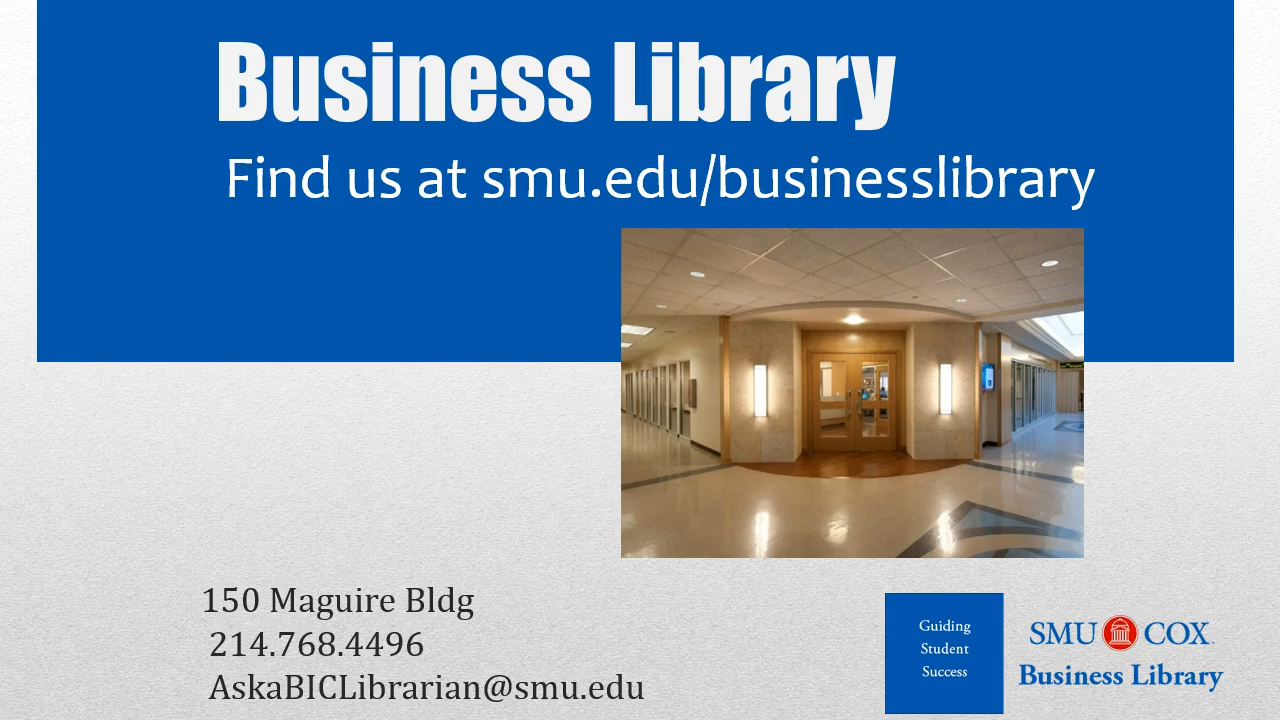 Business Library
Find us at smu.edu/businesslibrary
150 Maguire Bldg
214.768.4496
AskaBICLibrarian@smu.edu
Guiding
Student
Success
SMU COX
Business Library